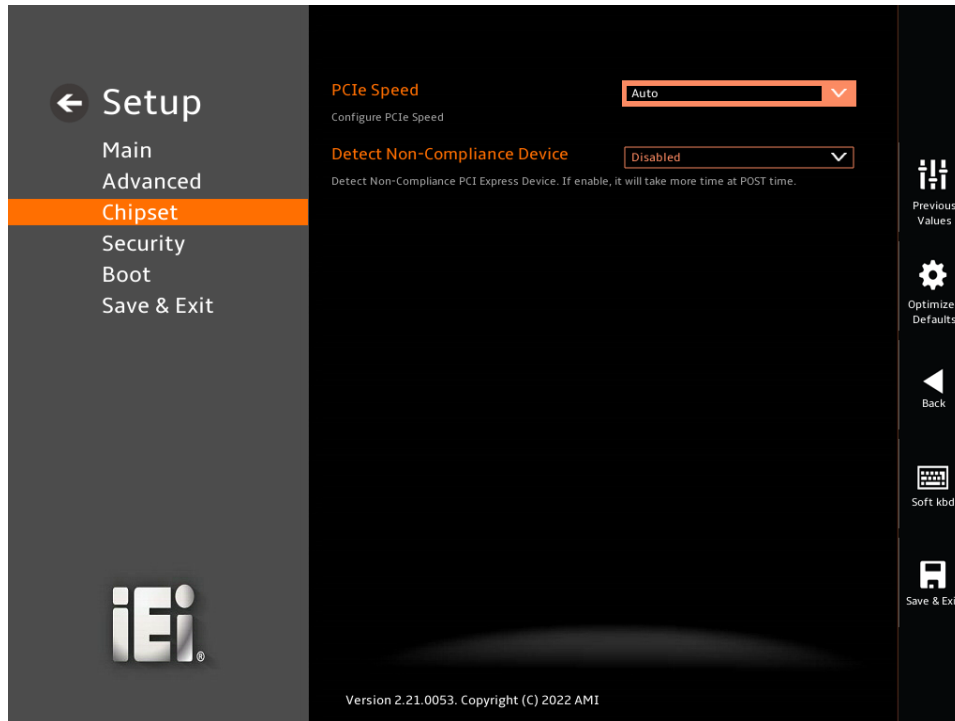 Setup
Main
Advanced
Chipset
Security
Boot
Save & Exit
iEi®
PCIe Speed
Auto
Configure PCIe Speed
Detect Non-Compliance Device
Disabled
Detect Non-Compliance PCI Express Device. If enable, it will take more time at POST time.
Version 2.21.0053. Copyright (C) 2022 AMI
Previous
Values
Optimize
Defaults
Back
Soft kbd
Save & Exi